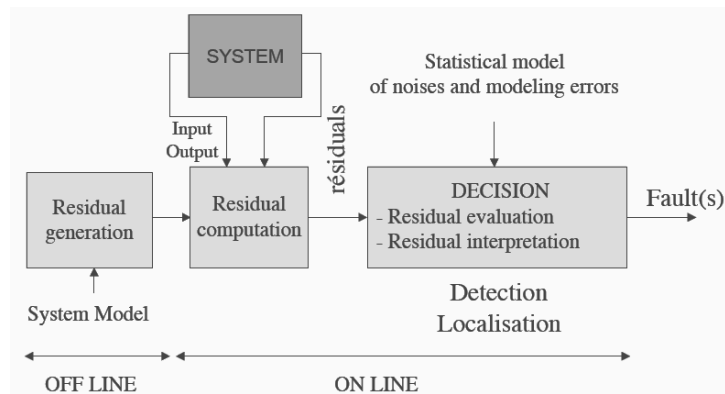 SYSTEM
Statistical model
of noises and modeling errors
Input
Output
résiduals
Residual
generation
Residual
computation
DECISION
- Residual evaluation
- Residual interpretation
Fault(s)
System Model
Detection
Localisation
OFF LINE
ON LINE